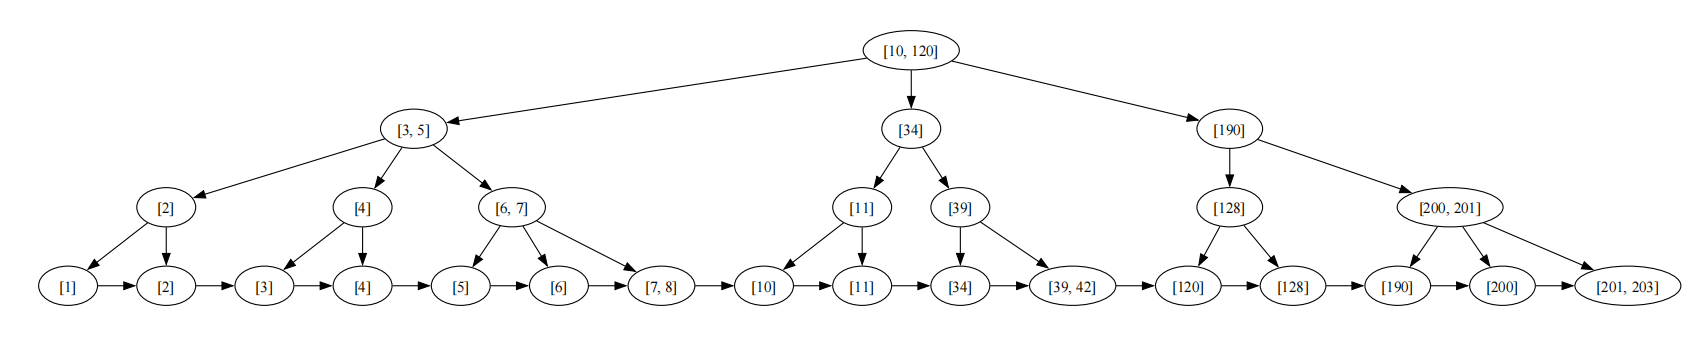 [10, 120]
[3, 5] [34] [190]
[2] [4] [6, 7] [11] [39] [128] [200, 201]
[1] [2] [3] [4] [5] [6] [7, 8] [10] [11] [34] [39, 42] [120] [128] [190] [200] [201, 203]